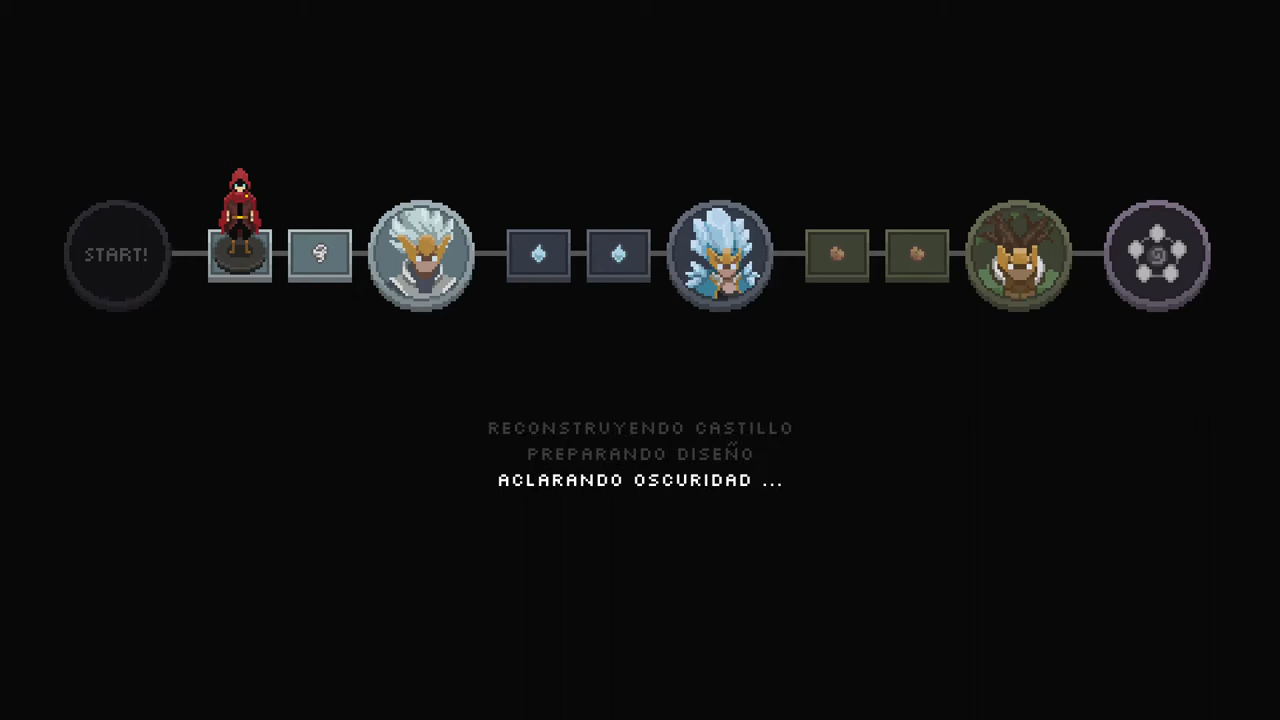 START!
RECONSTRUYENDO CASTILLO
PREPARANDO DISEÑO
ACLARANDO OSCURIDAD ...